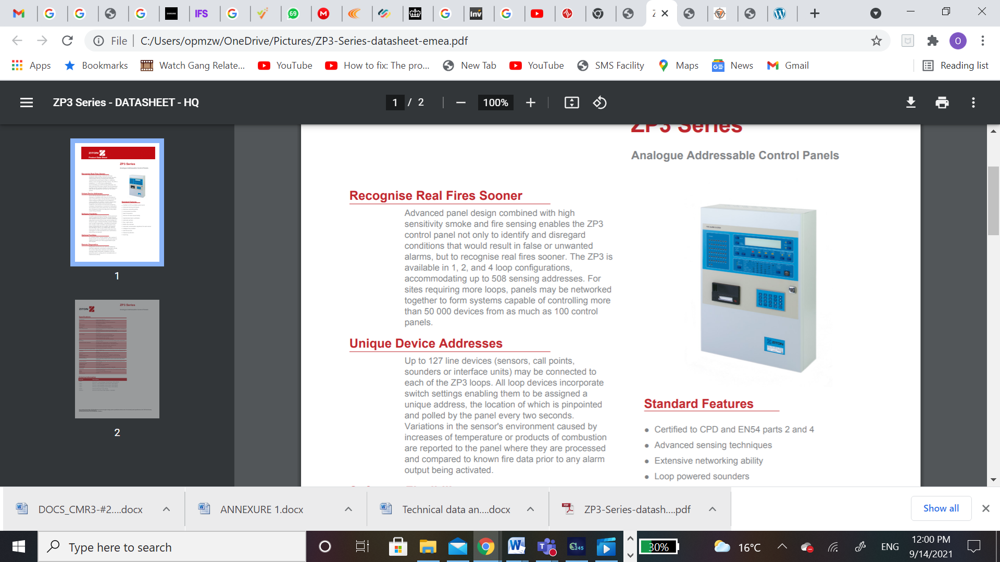 SAMSUNG
IFS
69
Inv
Z
File
C:/Users/opmzw/OneDrive/Pictures/ZP3-Series-datasheet-emea.pdf
O
Apps
Bookmarks
Watch Gang Relate...
YouTube
How to fix: The pro...
New Tab
YouTube
SMS Facility
Maps
News
Gmail
Reading list
ZP3 Series - DATASHEET - HQ
1 / 2
100%
ZITON
Product Data Sheet
ZP3 Series
1
ZITON
ZP3 Series
2
ZP3 Series
Analogue Addressable Control Panels
Recognise Real Fires Sooner
Advanced panel design combined with high
sensitivity smoke and fire sensing enables the ZP3
control panel not only to identify and disregard
conditions that would result in false or unwanted
alarms, but to recognise real fires sooner. The ZP3 is
available in 1, 2, and 4 loop configurations,
accommodating up to 508 sensing addresses. For
sites requiring more loops, panels may be networked
together to form systems capable of controlling more
than 50 000 devices from as much as 100 control
panels.
Unique Device Addresses
Up to 127 line devices (sensors, call points,
sounders or interface units) may be connected to
each of the ZP3 loops. All loop devices incorporate
switch settings enabling them to be assigned a
unique address, the location of which is pinpointed
and polled by the panel every two seconds.
Variations in the sensor's environment caused by
increases of temperature or products of combustion
are reported to the panel where they are processed
and compared to known fire data prior to any alarm
output being activated.
ZITON
Standard Features
● Certified to CPD and EN54 parts 2 and 4
● Advanced sensing techniques
● Extensive networking ability
● Loop powered sounders
DOCS_CMR3-#2....docx
ANNEXURE 1.docx
Technical data an....docx
ZP3-Series-datash....pdf
Show all
Type here to search
€245
30%
16°C
ENG
12:00 PM
9/14/2021